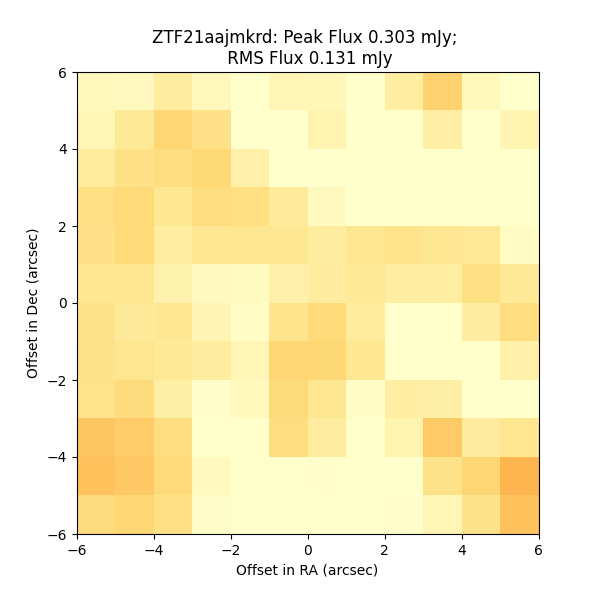 ZTF21aajmkrd: Peak Flux 0.303 mJy;
RMS Flux 0.131 mJy
6
4
2
0
−2
−4
−6
Offset in Dec (arcsec)
−6 −4 −2 0 2 4 6
Offset in RA (arcsec)